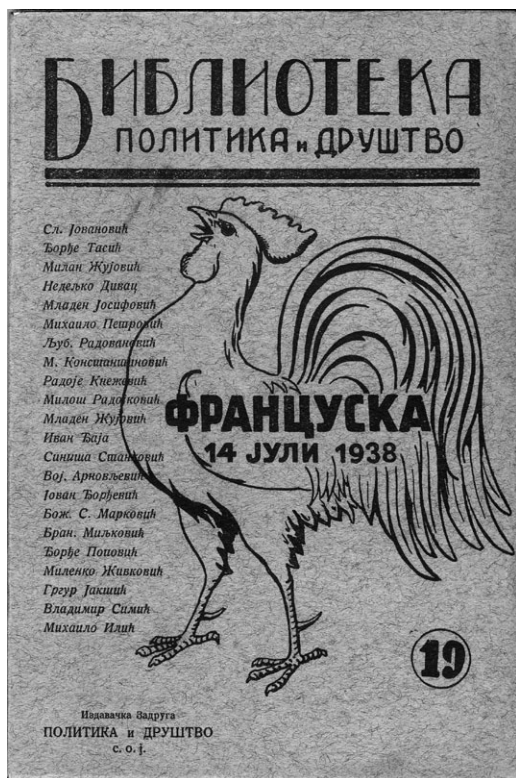 БИБЛИОТЕКА
ПОЛИТИКА и ДРУШТВО
Сл. Јовановић
Ђорђе Тасић
Милан Жујовић
Недељко Дивац
Младен Јосифовић
Михаило Петровић
Љуб. Радовановић
М. Константиновић
Радоје Кнежевић
Милош Радојковић
Младен Жујовић
Иван Ђаја
Синиша Станковић
Вој. Арновљевић
Јован Ђорђевић
Бож. С. Марковић
Бран. Миљковић
Ђорђе Поповић
Миленко Живковић
Гргур Јакшић
Владимир Симић
Михаило Илић
ФРАНЦУСКА
14 ЈУЛИ 1938
19
Издавачка Задруга
ПОЛИТИКА и ДРУШТВО
с. о. ј.